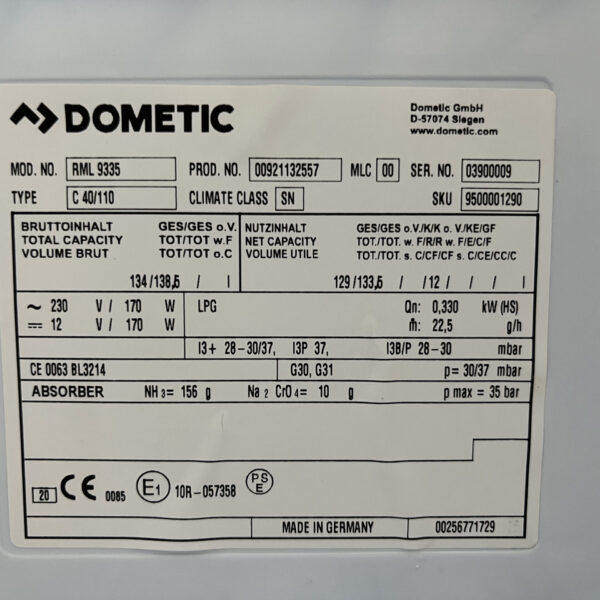 DOMETIC
Dometic GmbH
D-57074 Siegen
www.dometic.com
MOD. NO. RML 9335 PROD. NO. 00921132557 MLC 00 SER. NO. 03900009
TYPE C 40/110 CLIMATE CLASS SN SKU 9500001290
BRUTTOINHALT GES/GES o.V.
TOTAL CAPACITY TOT/TOT w.F
VOLUME BRUT TOT/TOT o.C
134/138,5 / l
NUTZINHALT GES/GES o.V./K/K o.V./KE/GF
NET CAPACITY TOT./TOT. w. F/R/R w. F/E/C/F
VOLUME UTILE TOT./TOT. s. C/CF/CF s. C/CE/CC/C
129/133,5 / /12 / / / l
~ 230 V / 170 W LPG Qn: 0,330 kW (HS)
⎓ 12 V / 170 W ṁ: 22,5 g/h
I3+ 28-30/37, I3P 37, I3B/P 28-30 mbar
CE 0063 BL3214 G30, G31 p= 30/37 mbar
ABSORBER NH3= 156 g Na2 CrO4= 10 g p max = 35 bar
20 CE 0085 E1 10R-057358 PS E
MADE IN GERMANY 00256771729